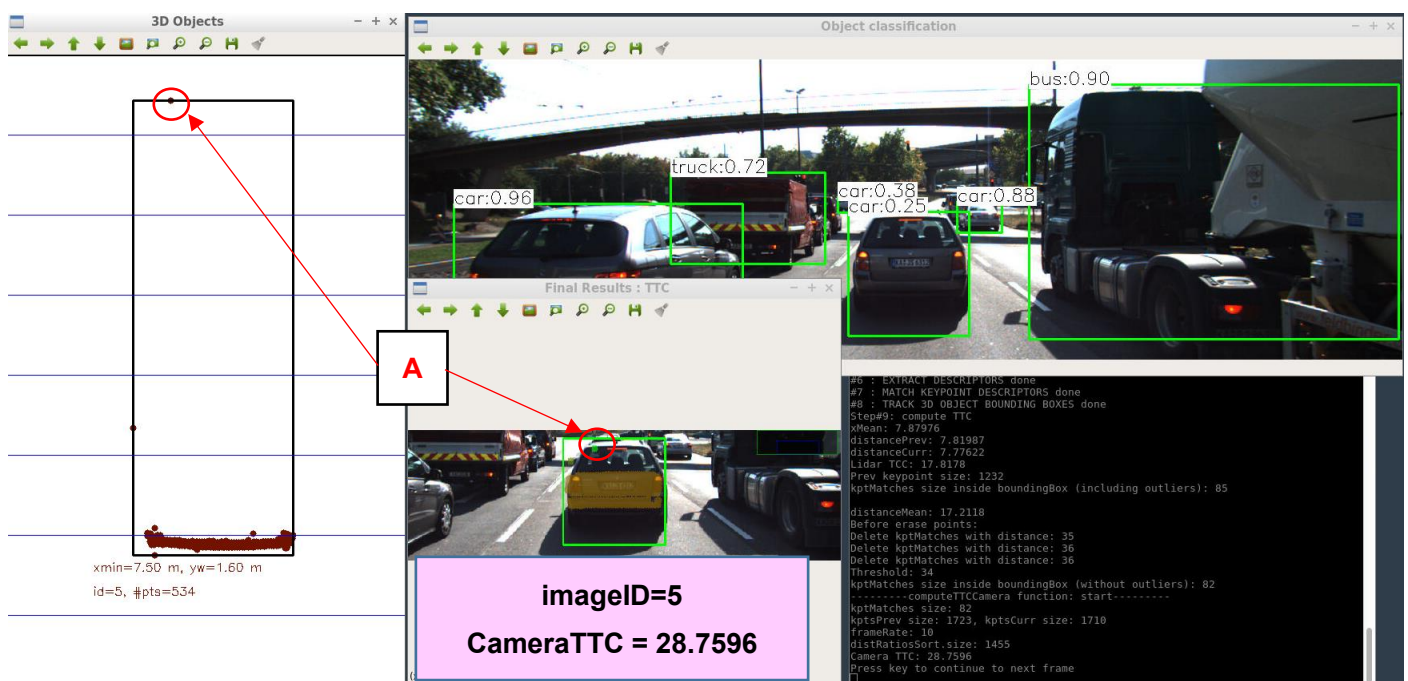 3D Objects
xmin=7.50 m, yw=1.60 m
id=5, #pts=534
Object classification
bus:0.90
truck:0.72
car:0.96
car:0.38
car:0.25
car:0.88
Final Results : TTC
A
imageID=5
CameraTTC = 28.7596
#6 : EXTRACT DESCRIPTORS done
#7 : MATCH KEYPOINT DESCRIPTORS done
#8 : TRACK 3D OBJECT BOUNDING BOXES done
Step#9: compute TTC
xMean: 7.87976
distancePrev: 7.81987
distanceCurr: 7.77622
Lidar TCC: 17.8178
Prev keypoint size: 1232
kptMatches size inside boundingBox (including outliers): 85
distanceMean: 17.2118
Before erase points:
Delete kptMatches with distance: 35
Delete kptMatches with distance: 36
Delete kptMatches with distance: 36
Threshold: 34
kptMatches size inside boundingBox (without outliers): 82
---------computeTTCCamera function: start---------
kptMatches size: 82
kptsPrev size: 1723, kptsCurr size: 1710
frameRate: 10
distRatiosSort.size: 1455
Camera TTC: 28.7596
Press key to continue to next frame